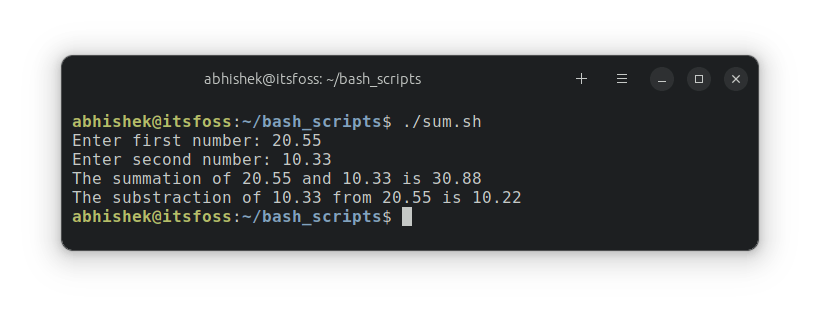 abhishek@itsfoss: ~/bash_scripts
abhishek@itsfoss:~/bash_scripts$ ./sum.sh
Enter first number: 20.55
Enter second number: 10.33
The summation of 20.55 and 10.33 is 30.88
The substraction of 10.33 from 20.55 is 10.22
abhishek@itsfoss:~/bash_scripts$